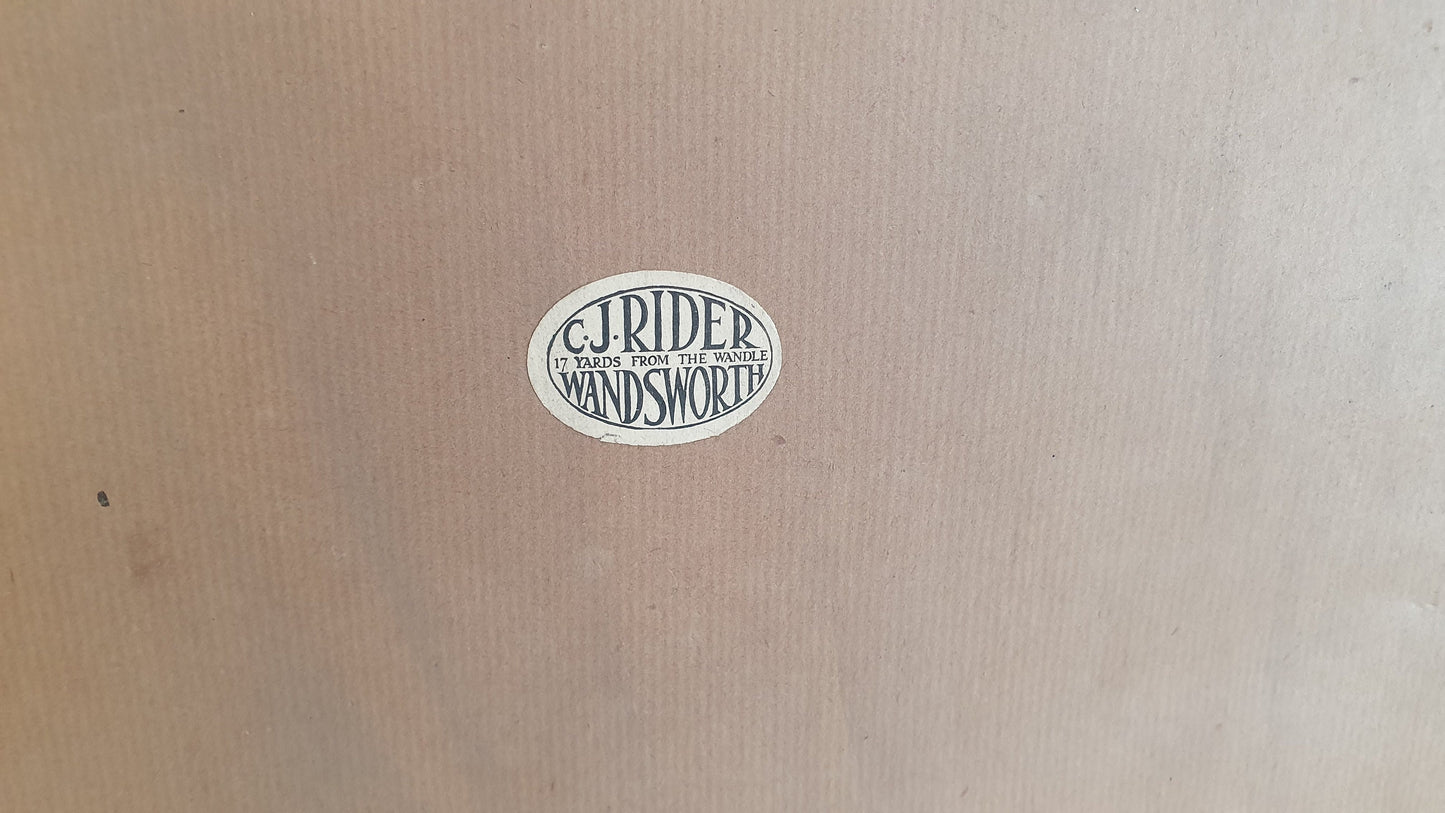 C.J.RIDER
17 YARDS FROM THE WANDLE
WANDSWORTH